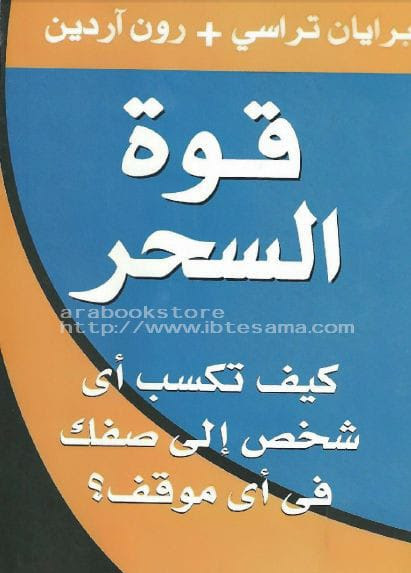 برايان تراسي + رون آردين
قوة
السحر
arabookstore
http://www.ibtesama.com
كيف تكسب أى
شخص إلى صفك
فى أى موقف؟